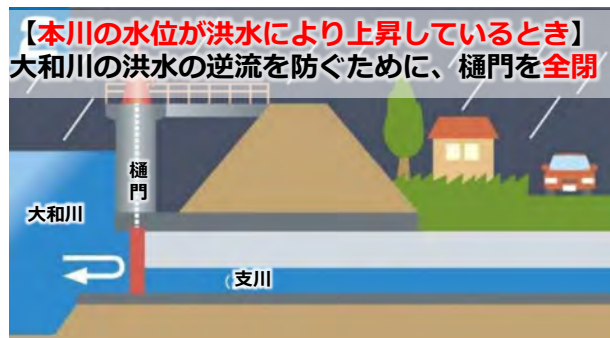 【本川の水位が洪水により上昇しているとき】
大和川の洪水の逆流を防ぐために、樋門を全閉
樋門
大和川
支川